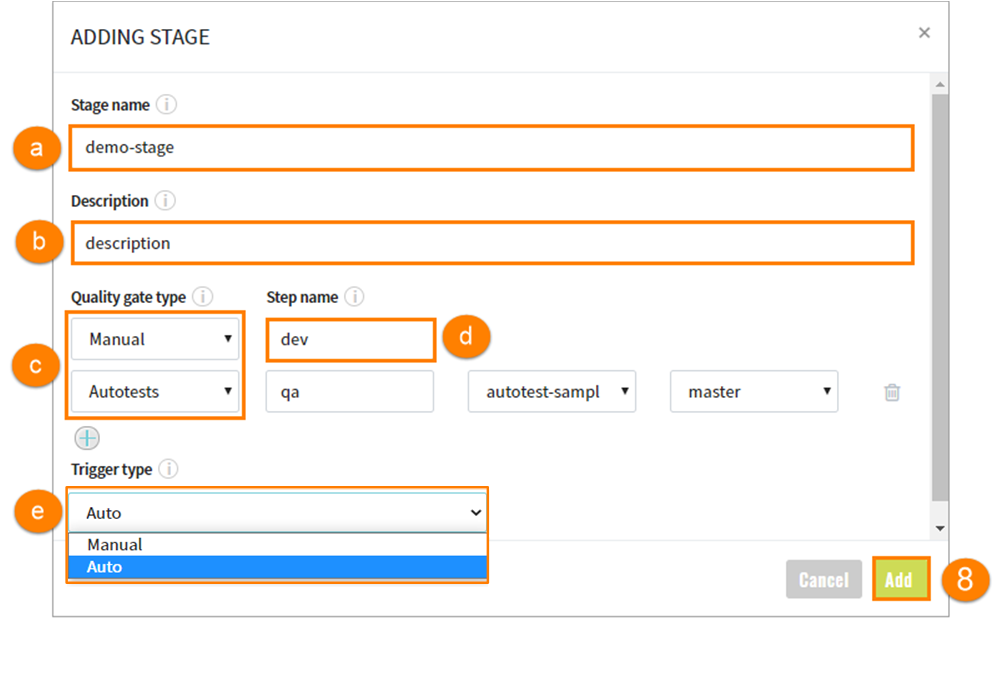 ADDING STAGE ×
Stage name i
a demo-stage
Description i
b description
Quality gate type i Step name i
c Manual dev d
Autotests qa autotest-sampl master
Trigger type i
e Auto
Manual
Auto
Cancel Add 8